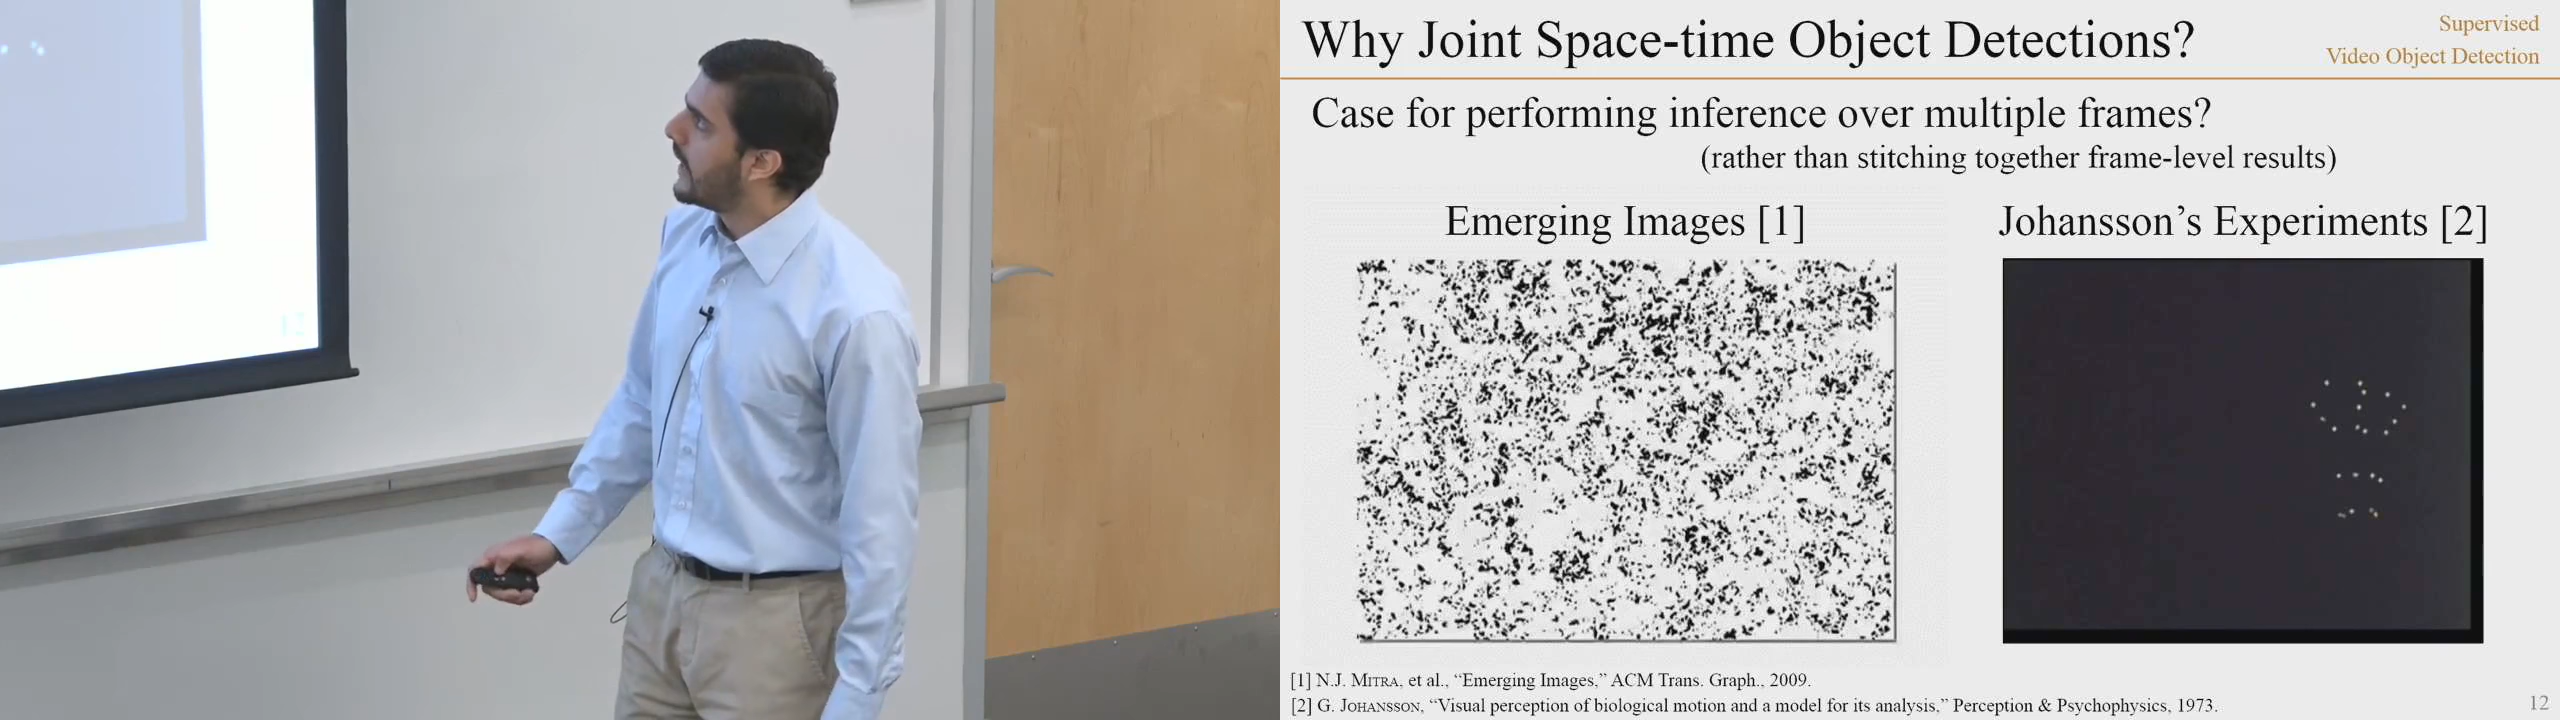 Why Joint Space-time Object Detections?
Supervised
Video Object Detection
Case for performing inference over multiple frames?
(rather than stitching together frame-level results)
Emerging Images [1]
Johansson’s Experiments [2]
[1] N.J. MITRA, et al., “Emerging Images,” ACM Trans. Graph., 2009.
[2] G. JOHANSSON, “Visual perception of biological motion and a model for its analysis,” Perception & Psychophysics, 1973.
12
12